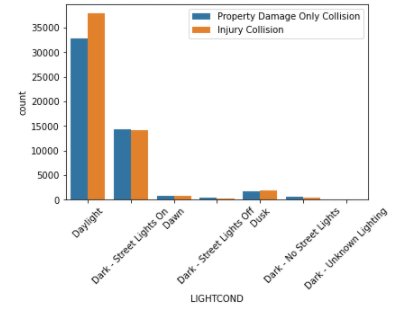 Property Damage Only Collision
Injury Collision
count
35000
30000
25000
20000
15000
10000
5000
0
Daylight
Dark - Street Lights On
Dawn
Dark - Street Lights Off
Dusk
Dark - No Street Lights
Dark - Unknown Lighting
LIGHTCOND